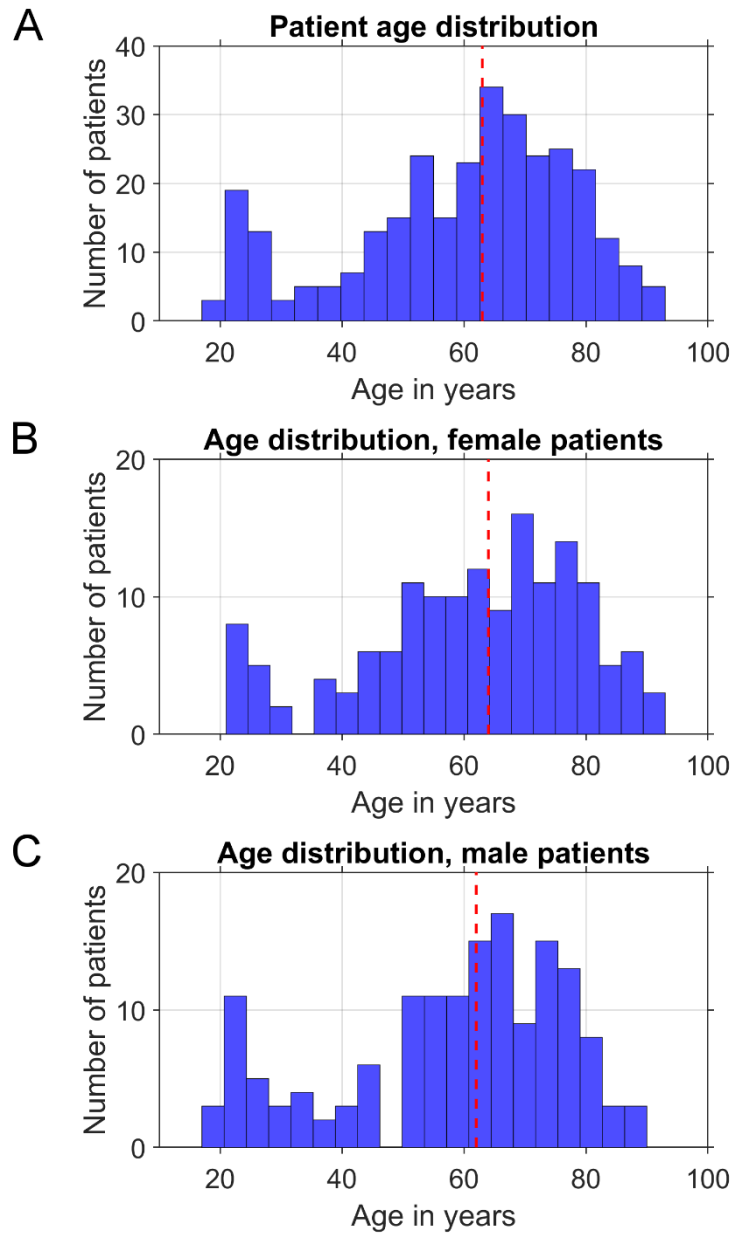 A
Patient age distribution
40
30
20
10
0
Number of patients
20 40 60 80 100
Age in years
B
Age distribution, female patients
20
10
0
Number of patients
20 40 60 80 100
Age in years
C
Age distribution, male patients
20
10
0
Number of patients
20 40 60 80 100
Age in years